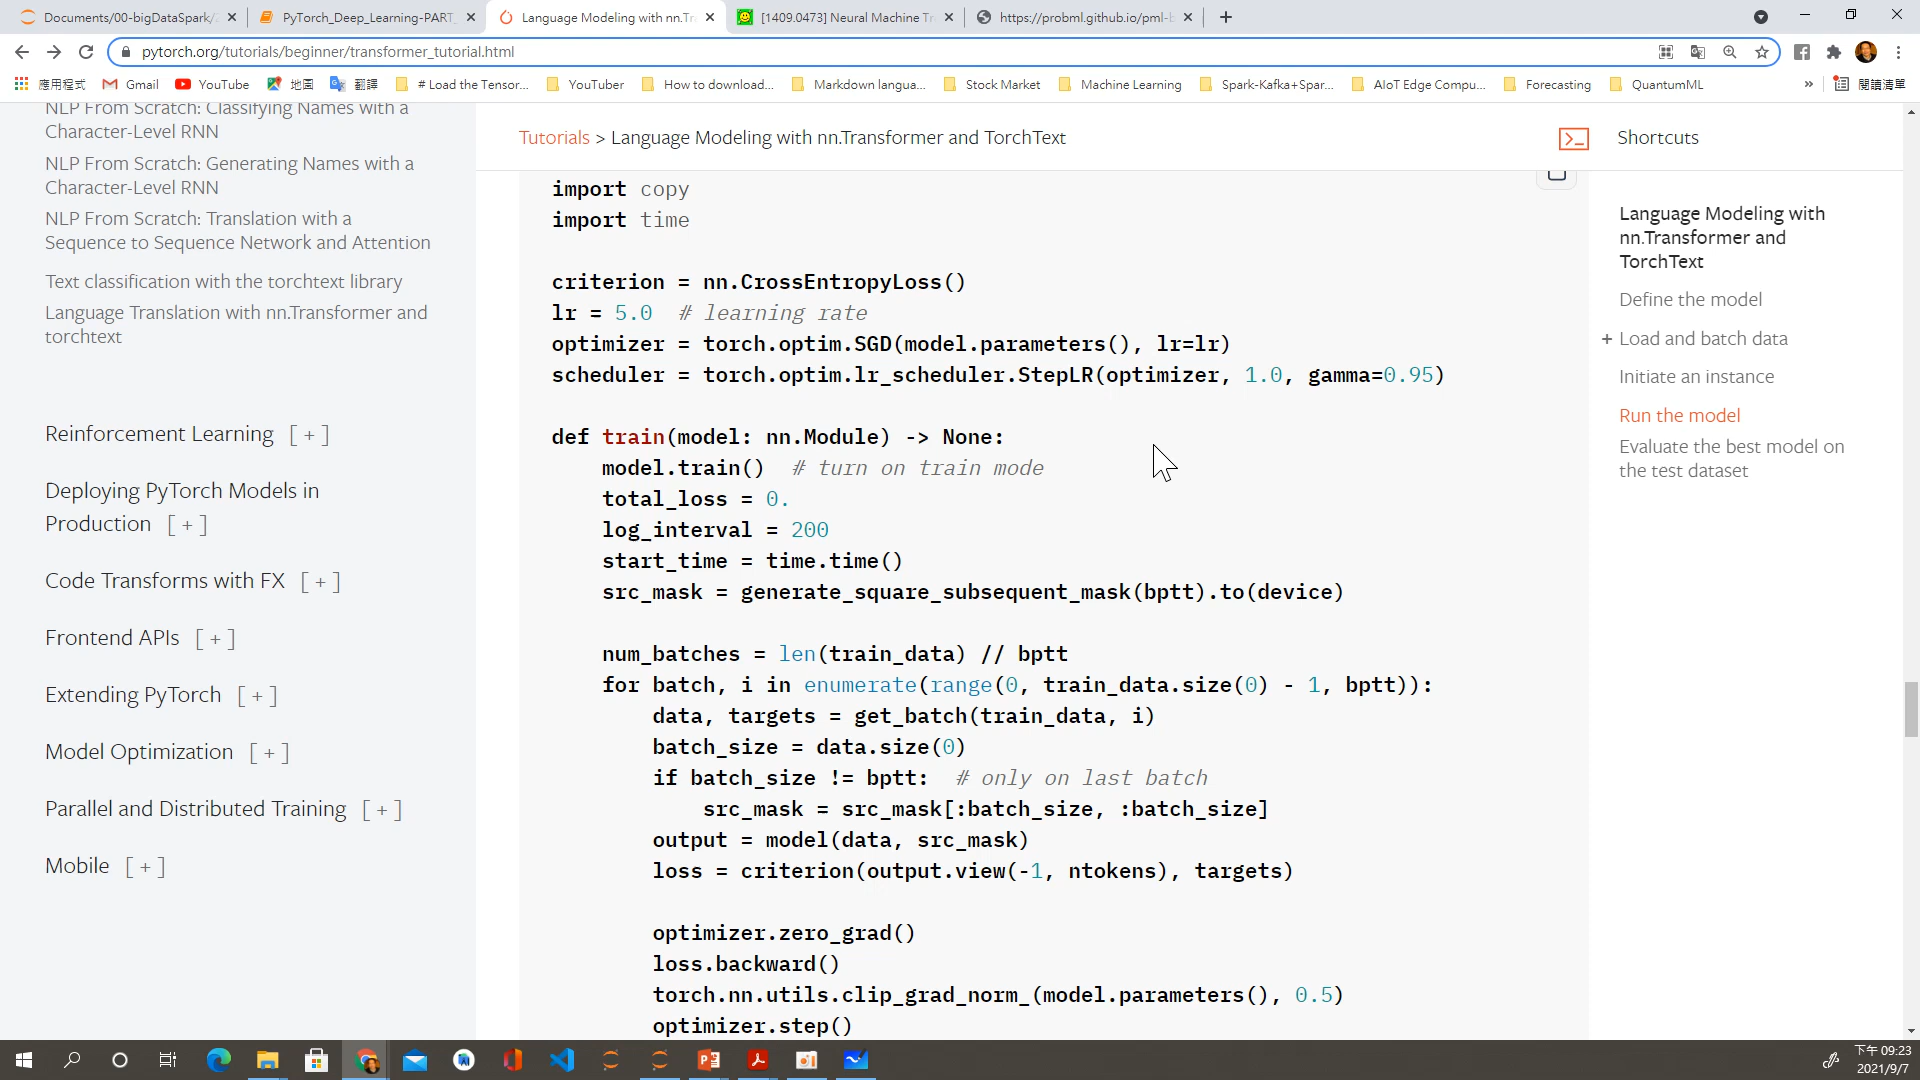 Documents/00-bigDataSpark/
PyTorch_Deep_Learning-PART_
Language Modeling with nn.Tr
[1409.0473] Neural Machine Tr
https://probml.github.io/pml-b
pytorch.org/tutorials/beginner/transformer_tutorial.html
應用程式
Gmail
YouTube
地圖
翻譯
# Load the Tensor...
YouTuber
How to download...
Markdown langua...
Stock Market
Machine Learning
Spark-Kafka+Spar...
AIoT Edge Compu...
Forecasting
QuantumML
»
閱讀清單
NLP From Scratch: Classifying Names with a
Character-Level RNN
NLP From Scratch: Generating Names with a
Character-Level RNN
NLP From Scratch: Translation with a
Sequence to Sequence Network and Attention
Text classification with the torchtext library
Language Translation with nn.Transformer and
torchtext
Reinforcement Learning [ + ]
Deploying PyTorch Models in
Production [ + ]
Code Transforms with FX [ + ]
Frontend APIs [ + ]
Extending PyTorch [ + ]
Model Optimization [ + ]
Parallel and Distributed Training [ + ]
Mobile [ + ]
Tutorials > Language Modeling with nn.Transformer and TorchText
Shortcuts
import copy
import time
criterion = nn.CrossEntropyLoss()
lr = 5.0  # learning rate
optimizer = torch.optim.SGD(model.parameters(), lr=lr)
scheduler = torch.optim.lr_scheduler.StepLR(optimizer, 1.0, gamma=0.95)
def train(model: nn.Module) -> None:
    model.train()  # turn on train mode
    total_loss = 0.
    log_interval = 200
    start_time = time.time()
    src_mask = generate_square_subsequent_mask(bptt).to(device)
    num_batches = len(train_data) // bptt
    for batch, i in enumerate(range(0, train_data.size(0) - 1, bptt)):
        data, targets = get_batch(train_data, i)
        batch_size = data.size(0)
        if batch_size != bptt:  # only on last batch
            src_mask = src_mask[:batch_size, :batch_size]
        output = model(data, src_mask)
        loss = criterion(output.view(-1, ntokens), targets)
        optimizer.zero_grad()
        loss.backward()
        torch.nn.utils.clip_grad_norm_(model.parameters(), 0.5)
        optimizer.step()
Language Modeling with
nn.Transformer and
TorchText
Define the model
+ Load and batch data
Initiate an instance
Run the model
Evaluate the best model on
the test dataset
下午 09:23
2021/9/7